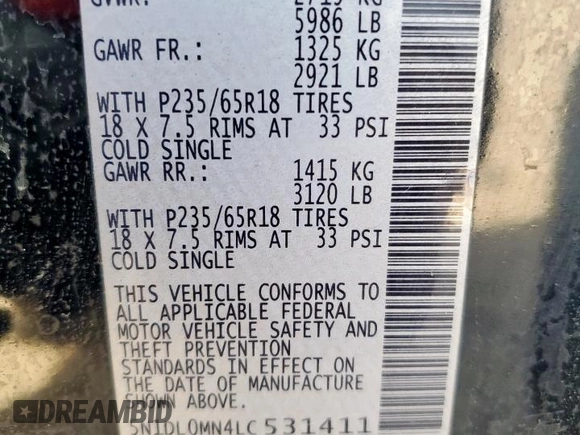 GVWR: 2715 KG
5986 LB
GAWR FR.: 1325 KG
2921 LB
WITH P235/65R18 TIRES
18 X 7.5 RIMS AT 33 PSI
COLD SINGLE
GAWR RR.: 1415 KG
3120 LB
WITH P235/65R18 TIRES
18 X 7.5 RIMS AT 33 PSI
COLD SINGLE
THIS VEHICLE CONFORMS TO
ALL APPLICABLE FEDERAL
MOTOR VEHICLE SAFETY AND
THEFT PREVENTION
STANDARDS IN EFFECT ON
THE DATE OF MANUFACTURE
SHOWN ABOVE.
5N1DL0MN4LC531411
DREAMBID